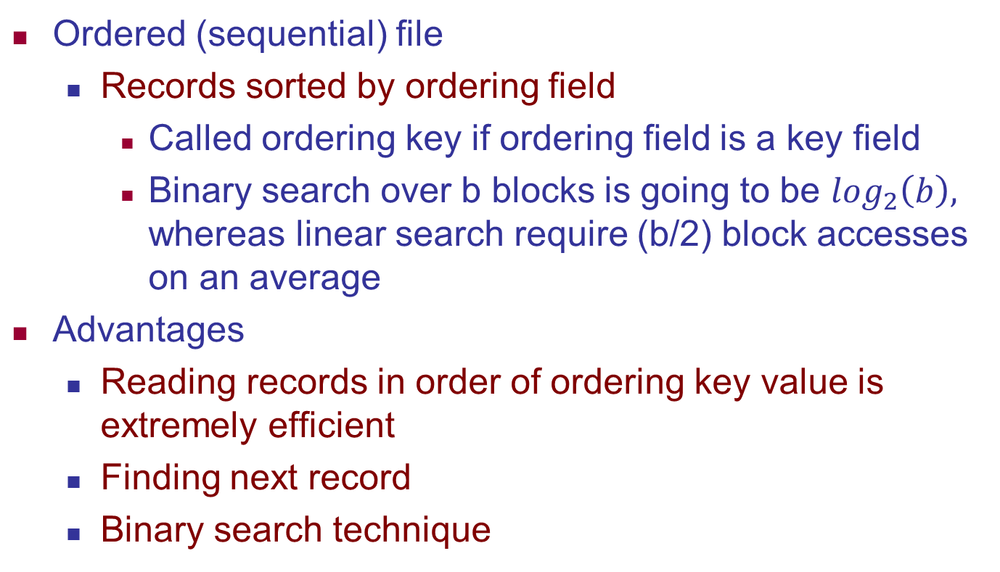 Ordered (sequential) file
Records sorted by ordering field
Called ordering key if ordering field is a key field
Binary search over b blocks is going to be log₂(b),
whereas linear search require (b/2) block accesses
on an average
Advantages
Reading records in order of ordering key value is
extremely efficient
Finding next record
Binary search technique